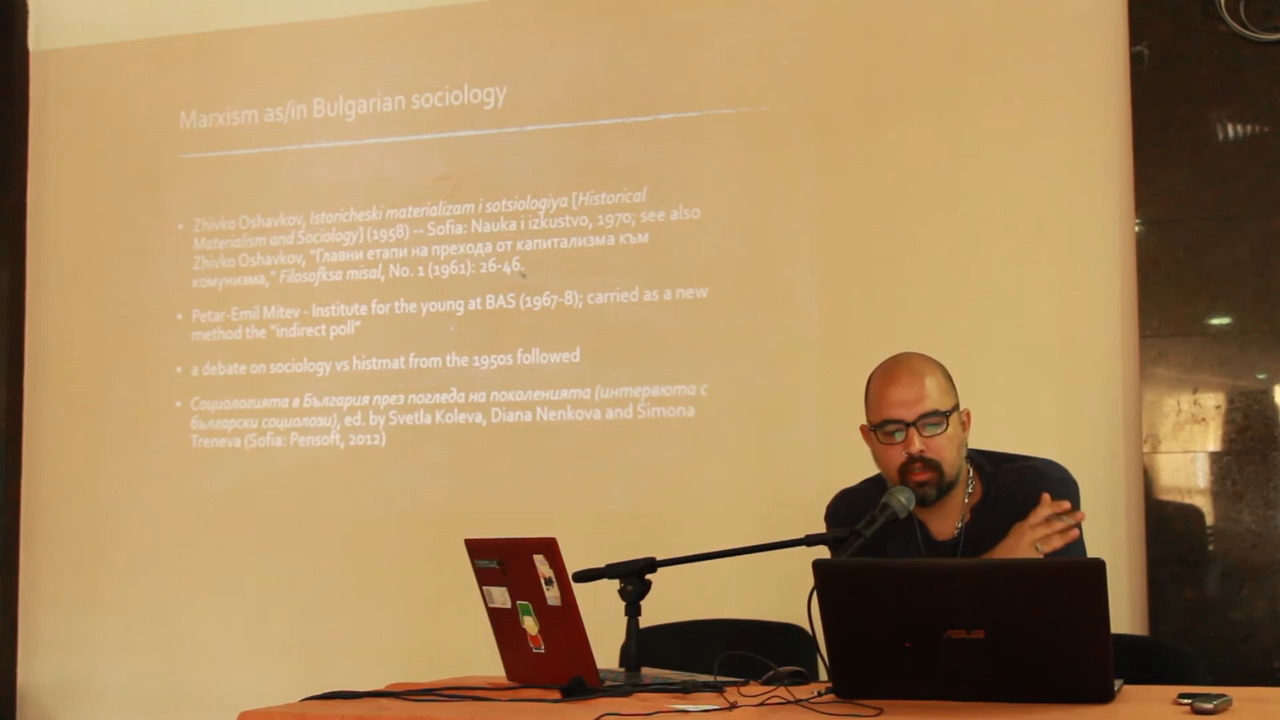 Marxism as/in Bulgarian sociology
Zhivko Oshavkov, Istoricheski materializam i sotsiologiya [Historical
Materialism and Sociology] (1958) -- Sofia: Nauka i izkustvo, 1970; see also
Zhivko Oshavkov, "Главни етапи на прехода от капитализма към
комунизма," Filosofksa misal, No. 1 (1961): 26-46.
Petar-Emil Mitev - Institute for the young at BAS (1967-8); carried as a new
method the "indirect poll"
a debate on sociology vs histmat from the 1950s followed
Социологията в България през погледа на поколенията (интервюта с
български социолози), ed. by Svetla Koleva, Diana Nenkova and Simona
Treneva (Sofia: Pensoft, 2012)
ASUS